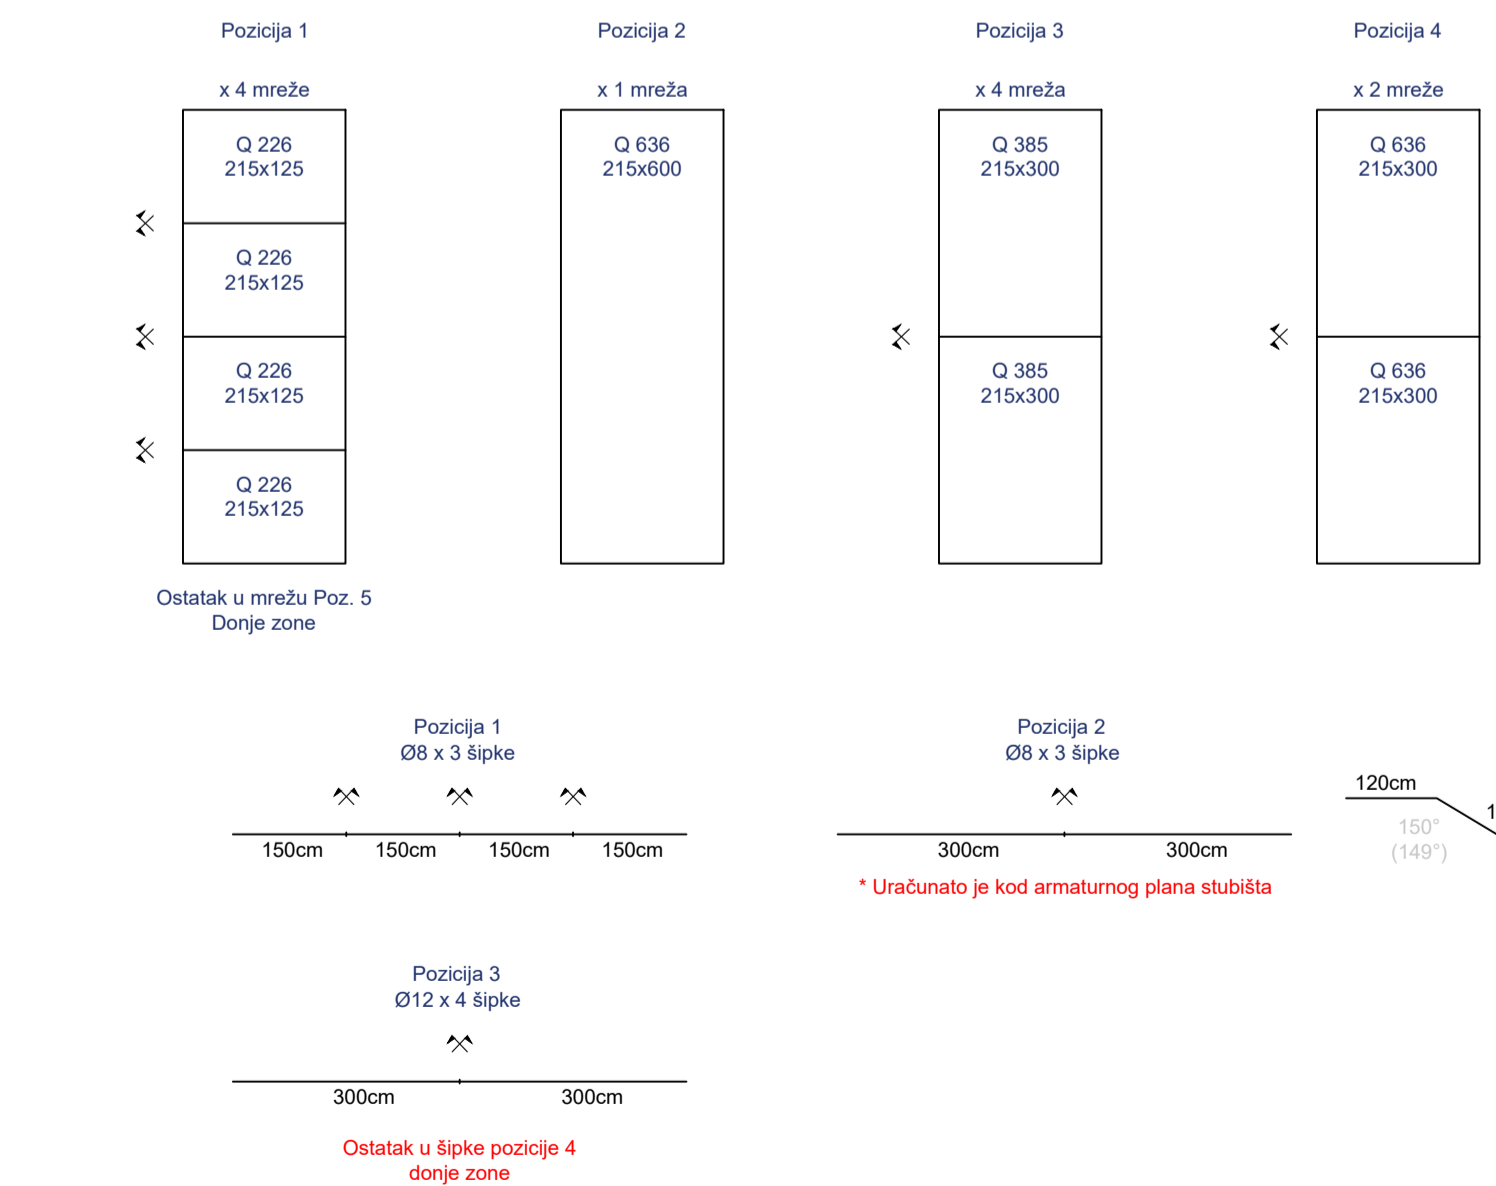 Pozicija 1
x 4 mreže
Q 226
215x125
Q 226
215x125
Q 226
215x125
Q 226
215x125
Ostatak u mrežu Poz. 5
Donje zone
Pozicija 2
x 1 mreža
Q 636
215x600
Pozicija 3
x 4 mreža
Q 385
215x300
Q 385
215x300
Pozicija 4
x 2 mreže
Q 636
215x300
Q 636
215x300
Pozicija 1
Ø8 x 3 šipke
150cm 150cm 150cm 150cm
Pozicija 2
Ø8 x 3 šipke
300cm 300cm
* Uračunato je kod armaturnog plana stubišta
120cm
150°
(149°)
Pozicija 3
Ø12 x 4 šipke
300cm 300cm
Ostatak u šipke pozicije 4
donje zone